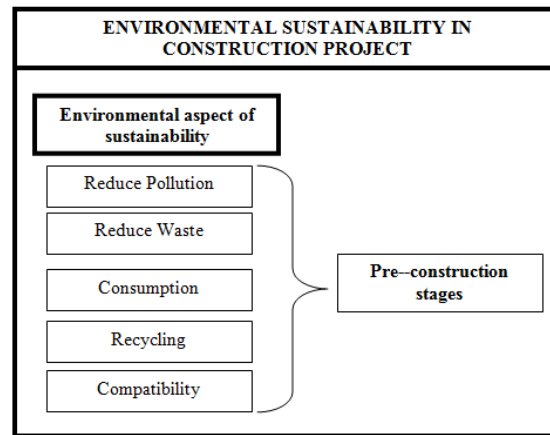 ENVIRONMENTAL SUSTAINABILITY IN
CONSTRUCTION PROJECT
Environmental aspect of
sustainability
Reduce Pollution
Reduce Waste
Consumption
Recycling
Compatibility
Pre--construction
stages